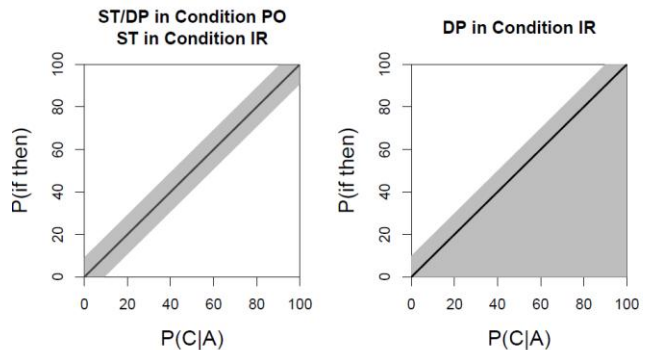 ST/DP in Condition PO
ST in Condition IR
P(if then)
100
80
60
40
20
0
0 20 40 60 80 100
P(C|A)
DP in Condition IR
P(if then)
100
80
60
40
20
0
0 20 40 60 80 100
P(C|A)